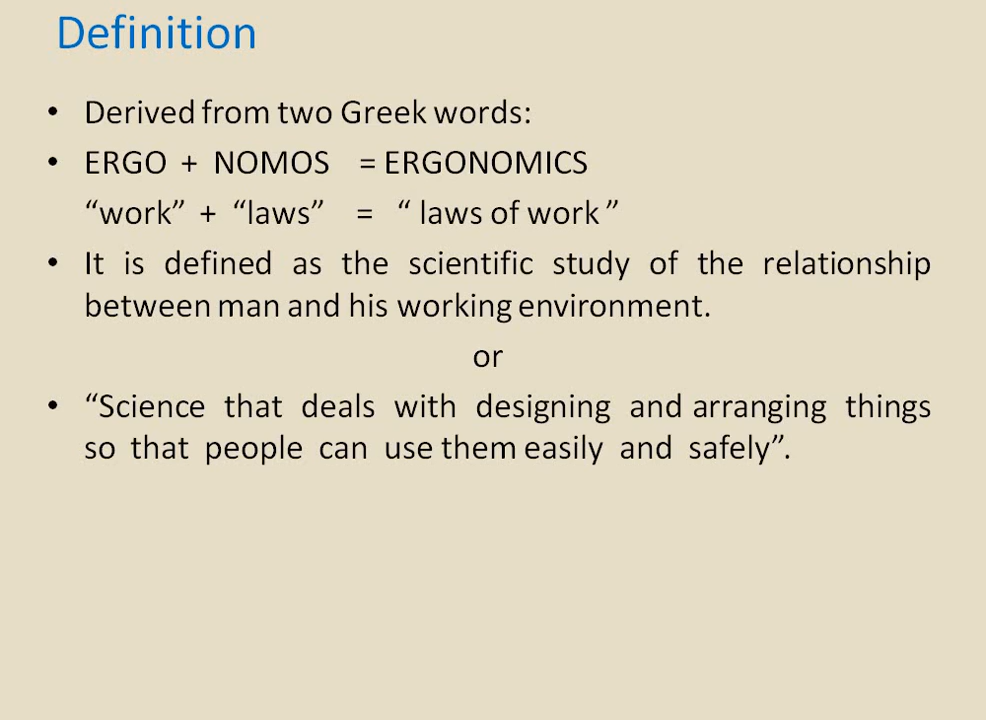 Definition
• Derived from two Greek words:
• ERGO + NOMOS = ERGONOMICS
“work” + “laws” = “ laws of work ”
• It is defined as the scientific study of the relationship
between man and his working environment.
or
• “Science that deals with designing and arranging things
so that people can use them easily and safely”.